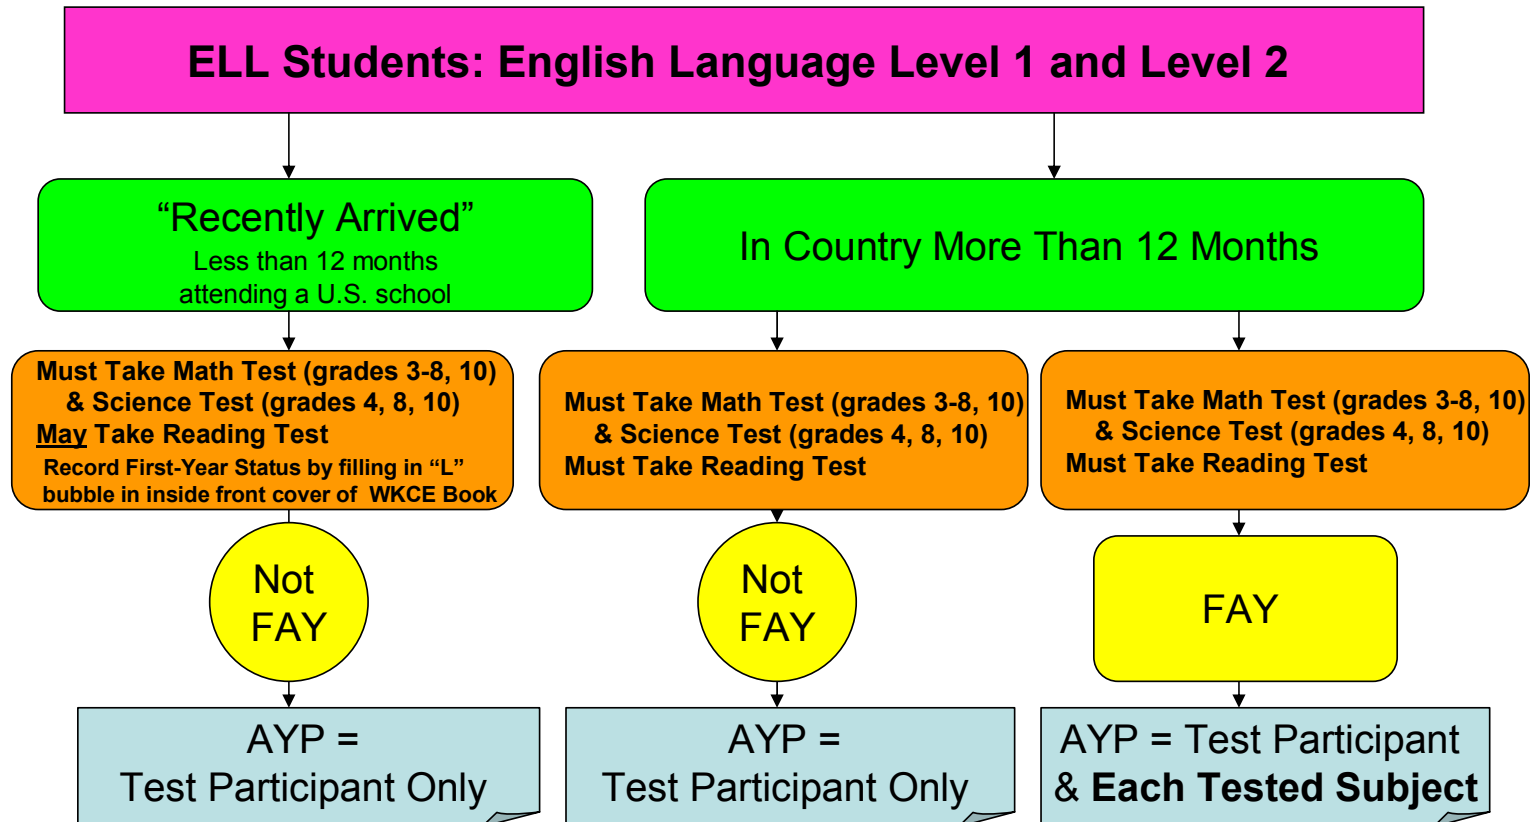 ELL Students: English Language Level 1 and Level 2
“Recently Arrived”
Less than 12 months
attending a U.S. school
In Country More Than 12 Months
Must Take Math Test (grades 3-8, 10)
& Science Test (grades 4, 8, 10)
May Take Reading Test
Record First-Year Status by filling in “L”
bubble in inside front cover of WKCE Book
Must Take Math Test (grades 3-8, 10)
& Science Test (grades 4, 8, 10)
Must Take Reading Test
Must Take Math Test (grades 3-8, 10)
& Science Test (grades 4, 8, 10)
Must Take Reading Test
Not
FAY
Not
FAY
FAY
AYP =
Test Participant Only
AYP =
Test Participant Only
AYP = Test Participant
& Each Tested Subject